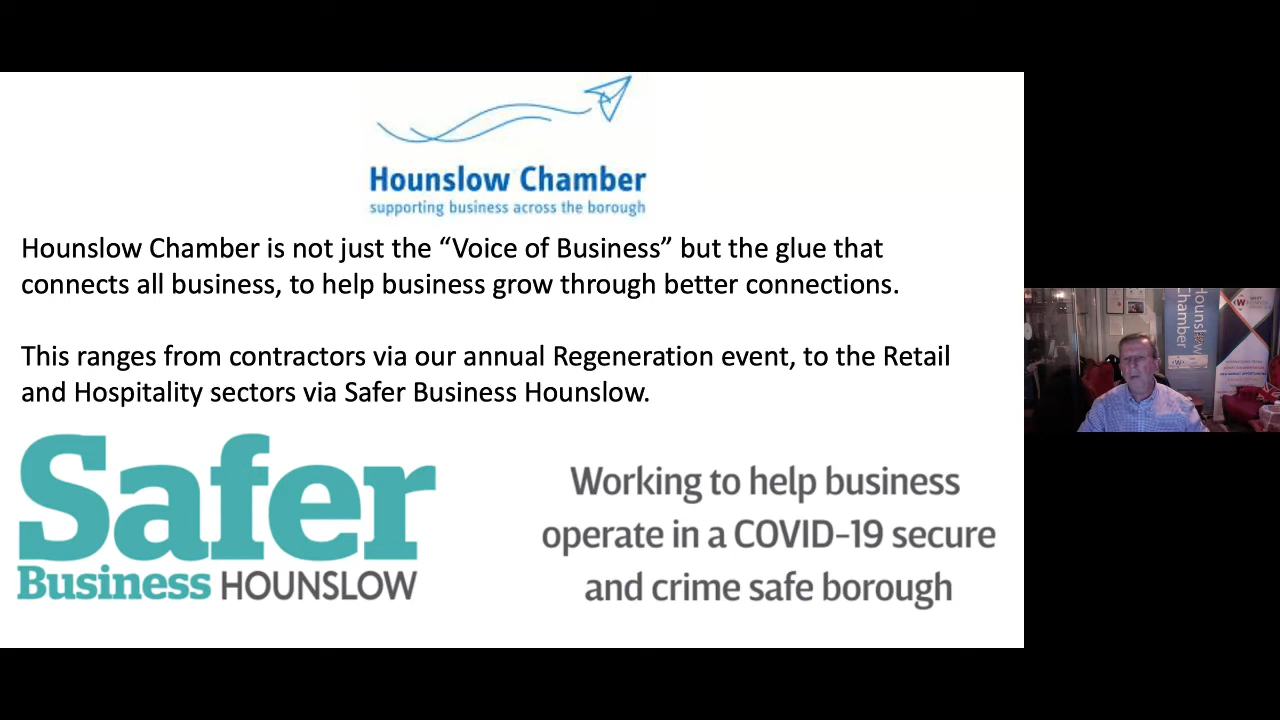 Hounslow Chamber
supporting business across the borough
Hounslow Chamber is not just the “Voice of Business” but the glue that
connects all business, to help business grow through better connections.
This ranges from contractors via our annual Regeneration event, to the Retail
and Hospitality sectors via Safer Business Hounslow.
Safer
Business HOUNSLOW
Working to help business
operate in a COVID-19 secure
and crime safe borough
Hounslow
Chamber
W